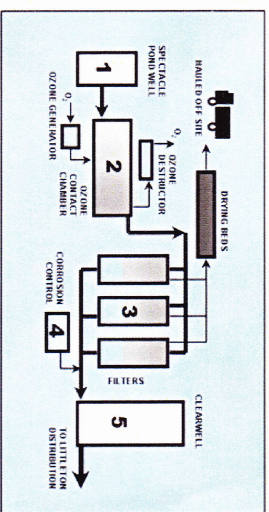 SPECTACLE
POND WELL
1
HAULED OFF SITE
O₂
OZONE GENERATOR
2
OZONE
CONTACT
CHAMBER
OZONE
DESTRUCTOR
O₂
DRYING BEDS
3
FILTERS
CORROSION
CONTROL
4
CLEARWELL
5
TO LITTLETON
DISTRIBUTION